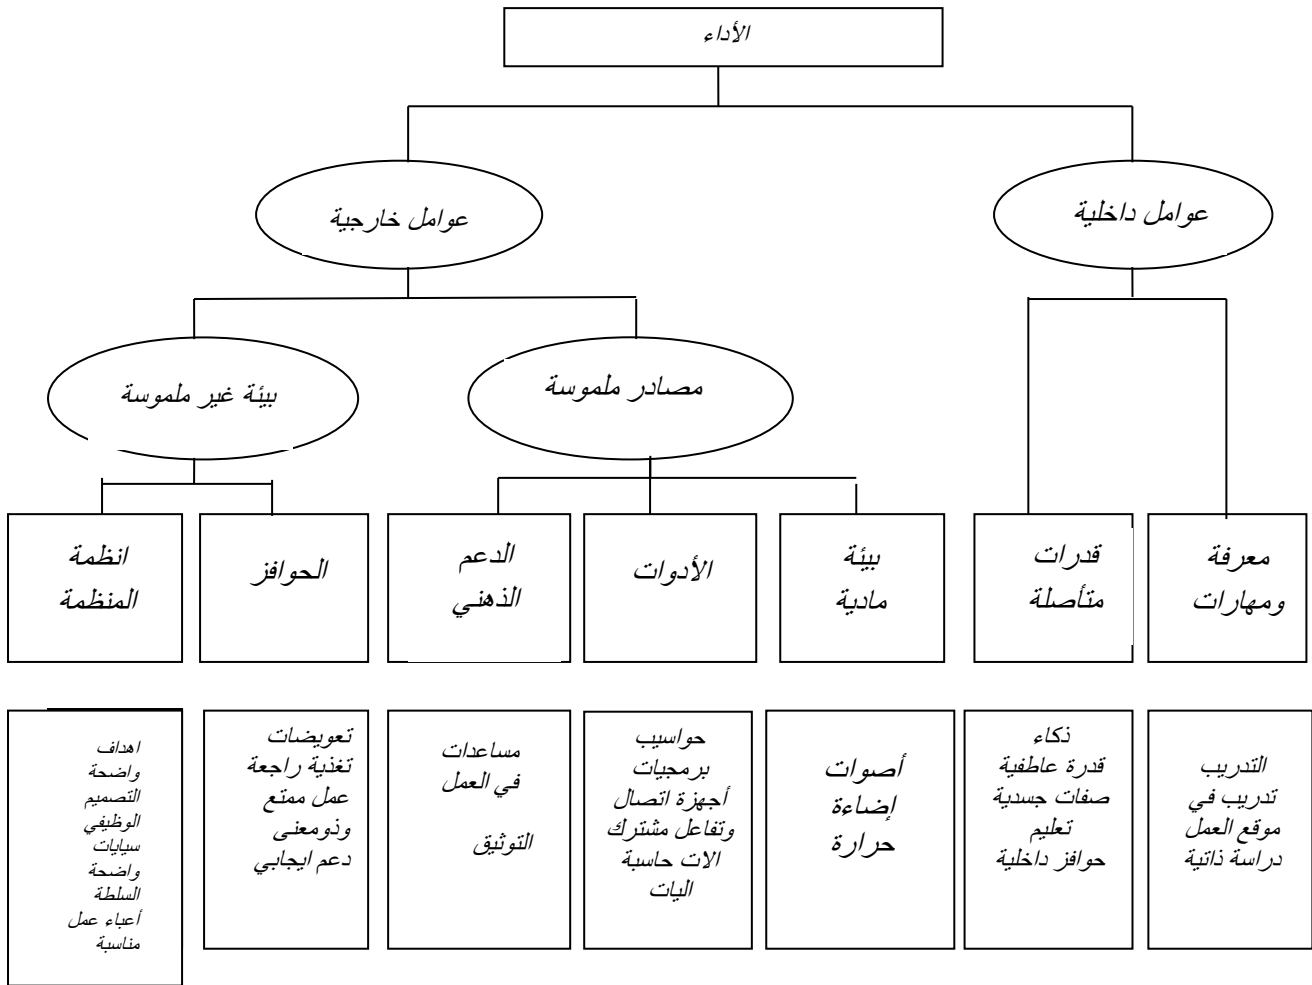 الأداء
عوامل داخلية
عوامل خارجية
مصادر ملموسة
بيئة غير ملموسة
معرفة
ومهارات
قدرات
متأصلة
بيئة
مادية
الأدوات
الدعم
الذهني
الحوافز
انظمة
المنظمة
التدريب
تدريب في
موقع العمل
دراسة ذاتية
ذكاء
قدرة عاطفية
صفات جسدية
تعليم
حوافز داخلية
أصوات
إضاءة
حرارة
حواسيب
برمجيات
أجهزة اتصال
وتفاعل مشترك
الات حاسبة
اليات
مساعدات
في العمل
التوثيق
تعويضات
تغذية راجعة
عمل ممتع
وذومعنى
دعم ايجابي
اهداف
واضحة
التصميم
الوظيفي
سيايات
واضحة
السلطة
أعباء عمل
مناسبة